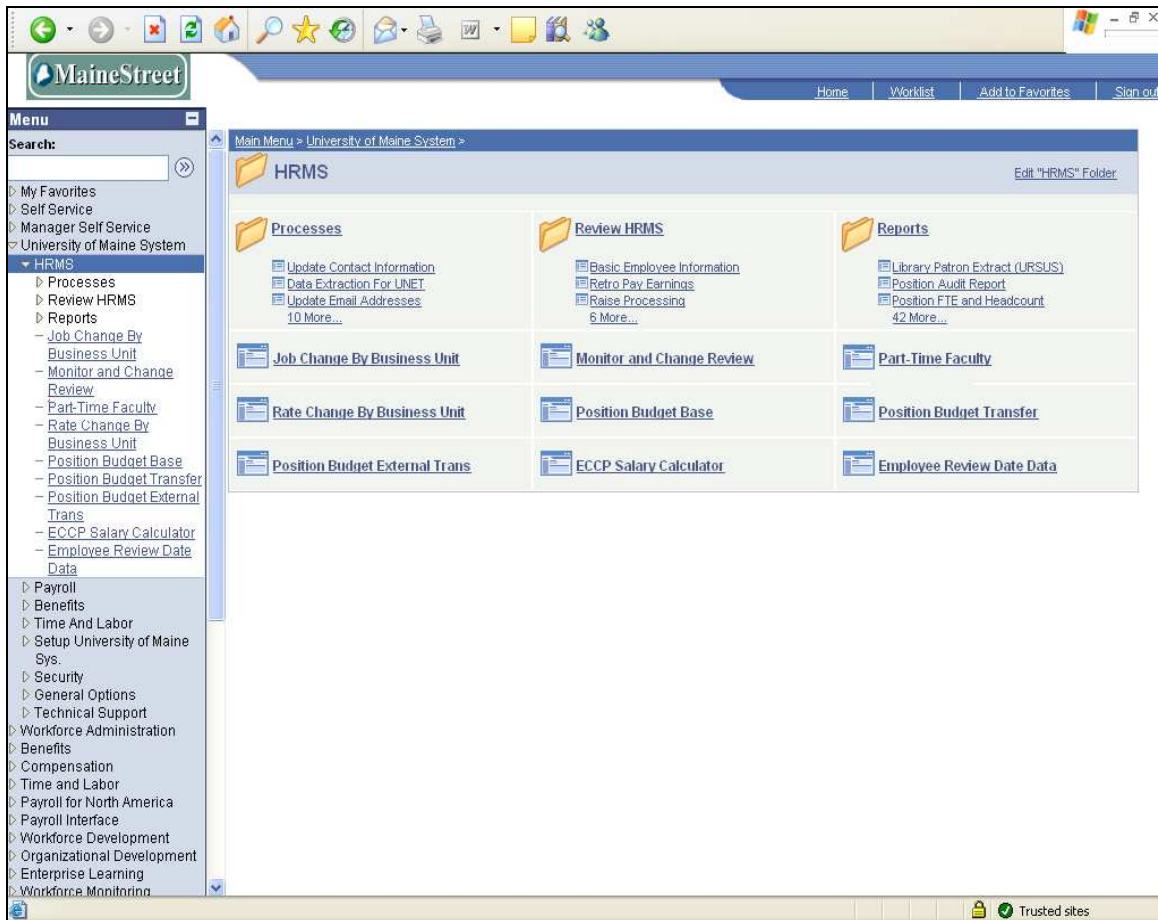 MaineStreet
Home
Worklist
Add to Favorites
Sign out
Menu
Search:
My Favorites
Self Service
Manager Self Service
University of Maine System
HRMS
Processes
Review HRMS
Reports
Job Change By
Business Unit
Monitor and Change
Review
Part-Time Faculty
Rate Change By
Business Unit
Position Budget Base
Position Budget Transfer
Position Budget External
Trans
ECCP Salary Calculator
Employee Review Date
Data
Payroll
Benefits
Time And Labor
Setup University of Maine
Sys.
Security
General Options
Technical Support
Workforce Administration
Benefits
Compensation
Time and Labor
Payroll for North America
Payroll Interface
Workforce Development
Organizational Development
Enterprise Learning
Workforce Monitoring
Main Menu > University of Maine System >
HRMS
Edit "HRMS" Folder
Processes
Update Contact Information
Data Extraction For UNET
Update Email Addresses
10 More...
Review HRMS
Basic Employee Information
Retro Pay Earnings
Raise Processing
6 More...
Reports
Library Patron Extract (URSUS)
Position Audit Report
Position FTE and Headcount
42 More...
Job Change By Business Unit
Monitor and Change Review
Part-Time Faculty
Rate Change By Business Unit
Position Budget Base
Position Budget Transfer
Position Budget External Trans
ECCP Salary Calculator
Employee Review Date Data
Trusted sites